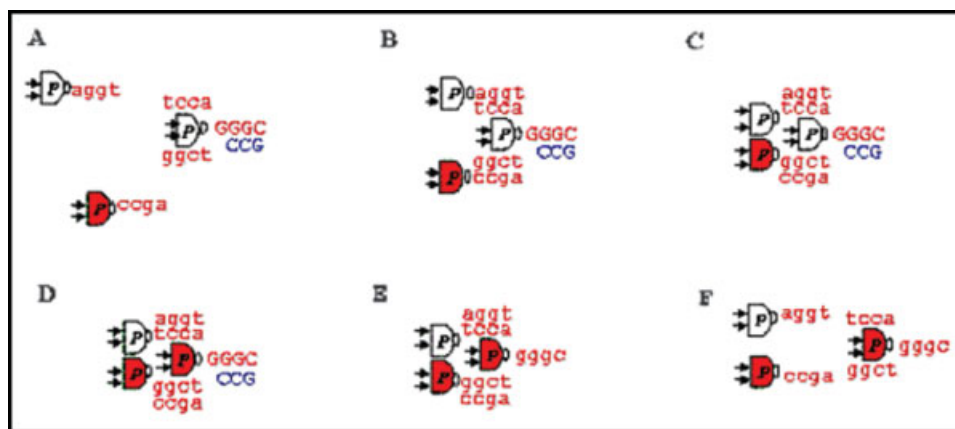 A
P aggt
tcca
P GGGC
CCG
ggct
P ccga
B
P aggt
tcca
P GGGC
CCG
ggct
P ccga
C
aggt
tcca
P
P GGGC
CCG
P ggct
ccga
D
aggt
tcca
P
P GGGC
CCG
P
ggct
ccga
E
aggt
tcca
P
P gggc
P ggct
ccga
F
P aggt
tcca
P gggc
ggct
P ccga